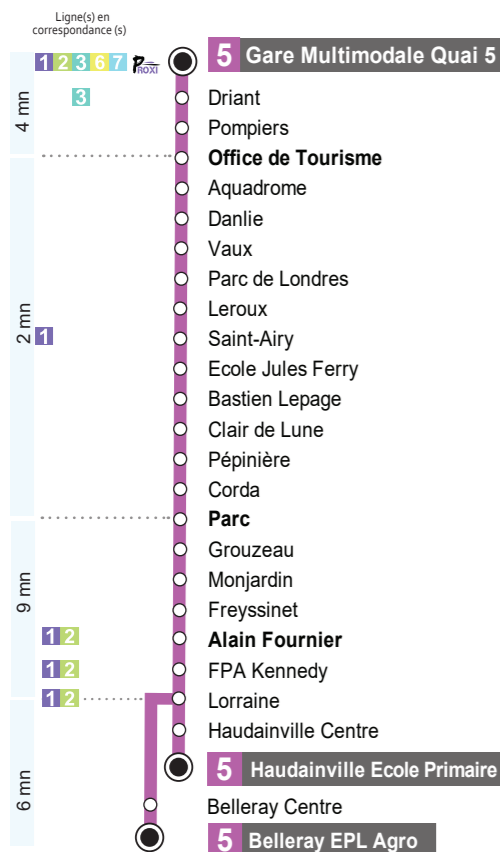 Ligne(s) en
correspondance (s)
1 2 3 6 7 PROXI 5 Gare Multimodale Quai 5
4 mn
3 Driant
Pompiers
Office de Tourisme
Aquadrome
Danlie
Vaux
Parc de Londres
Leroux
2 mn
1 Saint-Airy
Ecole Jules Ferry
Bastien Lepage
Clair de Lune
Pépinière
Corda
Parc
Grouzeau
9 mn
Monjardin
Freyssinet
1 2 Alain Fournier
1 2 FPA Kennedy
1 2 Lorraine
Haudainville Centre
5 Haudainville Ecole Primaire
6 mn
Belleray Centre
5 Belleray EPL Agro